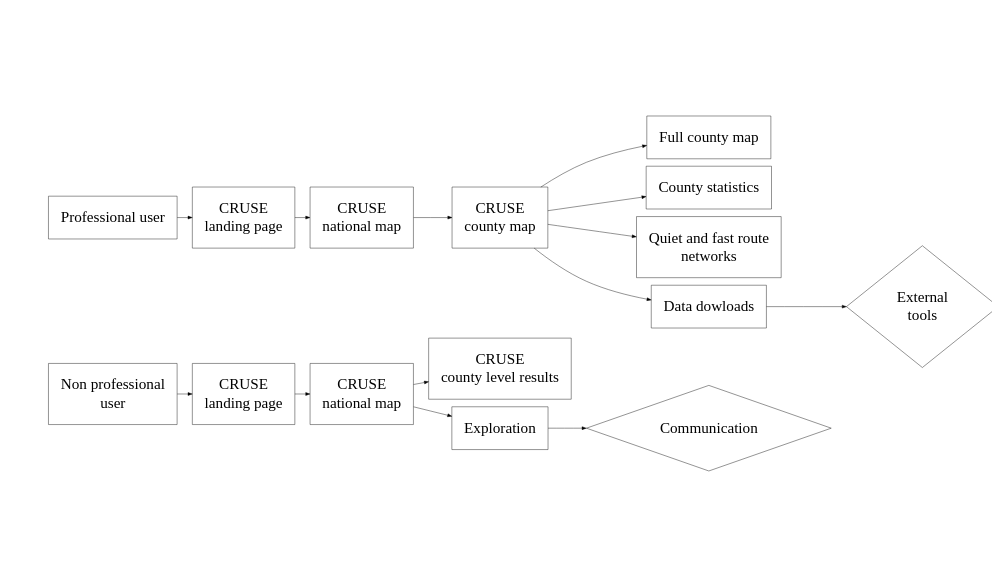 Professional user
CRUSE
landing page
CRUSE
national map
CRUSE
county map
Full county map
County statistics
Quiet and fast route
networks
Data dowloads
External
tools
Non professional
user
CRUSE
landing page
CRUSE
national map
CRUSE
county level results
Exploration
Communication